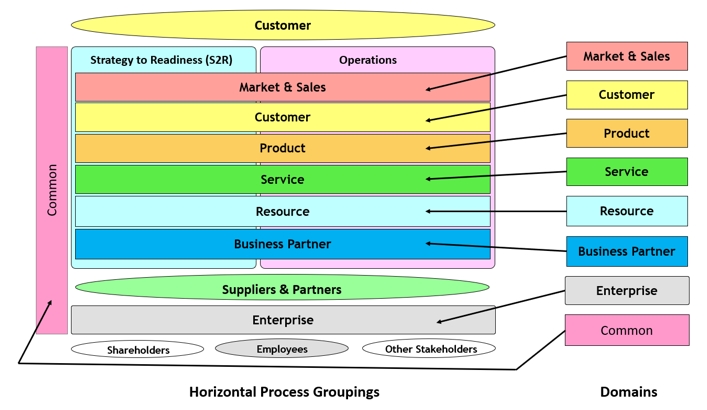 Customer
Strategy to Readiness (S2R)
Operations
Market & Sales
Customer
Product
Service
Resource
Business Partner
Common
Suppliers & Partners
Enterprise
Shareholders
Employees
Other Stakeholders
Horizontal Process Groupings
Market & Sales
Customer
Product
Service
Resource
Business Partner
Enterprise
Common
Domains